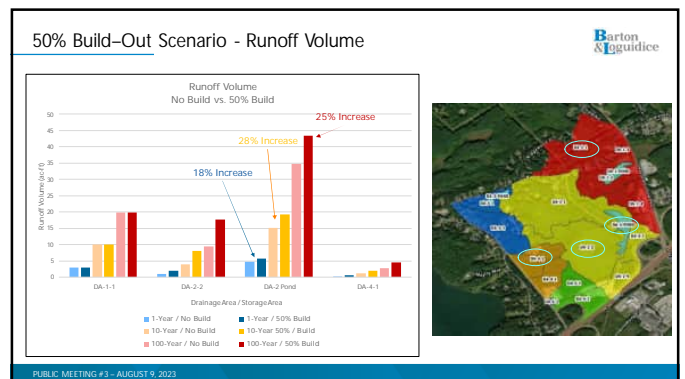 50% Build–Out Scenario - Runoff Volume
Barton
&Loguidice
Runoff Volume
No Build vs. 50% Build
25% Increase
28% Increase
18% Increase
Runoff Volume (ac-ft)
50
45
40
35
30
25
20
15
10
5
0
DA-1-1
DA-2-2
DA-2 Pond
DA-4-1
Drainage Area / Storage Area
1-Year / No Build
1-Year / 50% Build
10-Year / No Build
10-Year 50% / Build
100-Year / No Build
100-Year / 50% Build
PUBLIC MEETING #3 – AUGUST 9, 2023